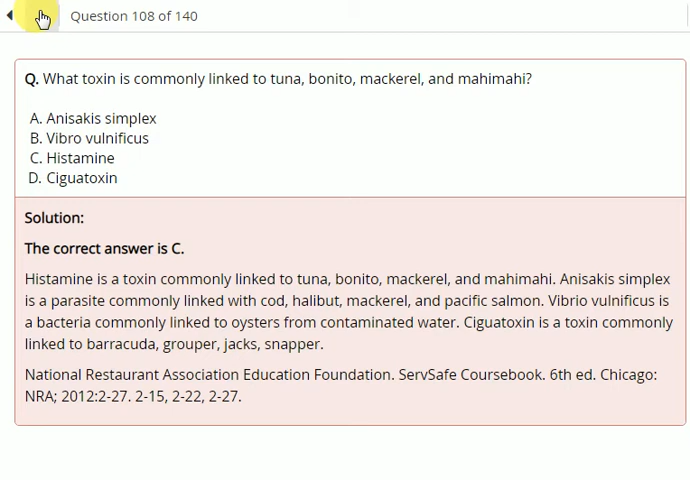 Question 108 of 140
Q. What toxin is commonly linked to tuna, bonito, mackerel, and mahimahi?
A. Anisakis simplex
B. Vibro vulnificus
C. Histamine
D. Ciguatoxin
Solution:
The correct answer is C.
Histamine is a toxin commonly linked to tuna, bonito, mackerel, and mahimahi. Anisakis simplex
is a parasite commonly linked with cod, halibut, mackerel, and pacific salmon. Vibrio vulnificus is
a bacteria commonly linked to oysters from contaminated water. Ciguatoxin is a toxin commonly
linked to barracuda, grouper, jacks, snapper.
National Restaurant Association Education Foundation. ServSafe Coursebook. 6th ed. Chicago:
NRA; 2012:2-27. 2-15, 2-22, 2-27.